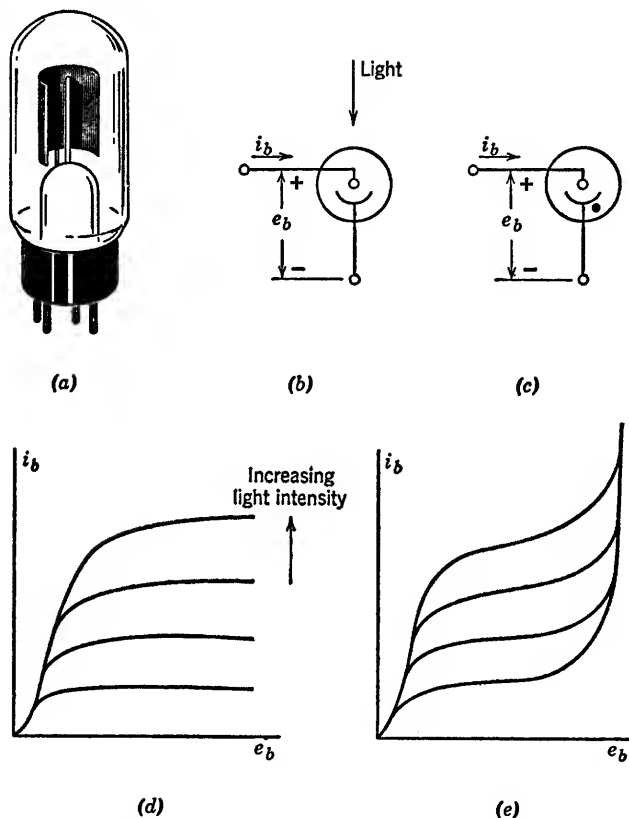 Light
i_b
+
e_b
−
i_b
+
e_b
−
(a)
(b)
(c)
i_b
Increasing
light intensity
e_b
i_b
e_b
(d)
(e)